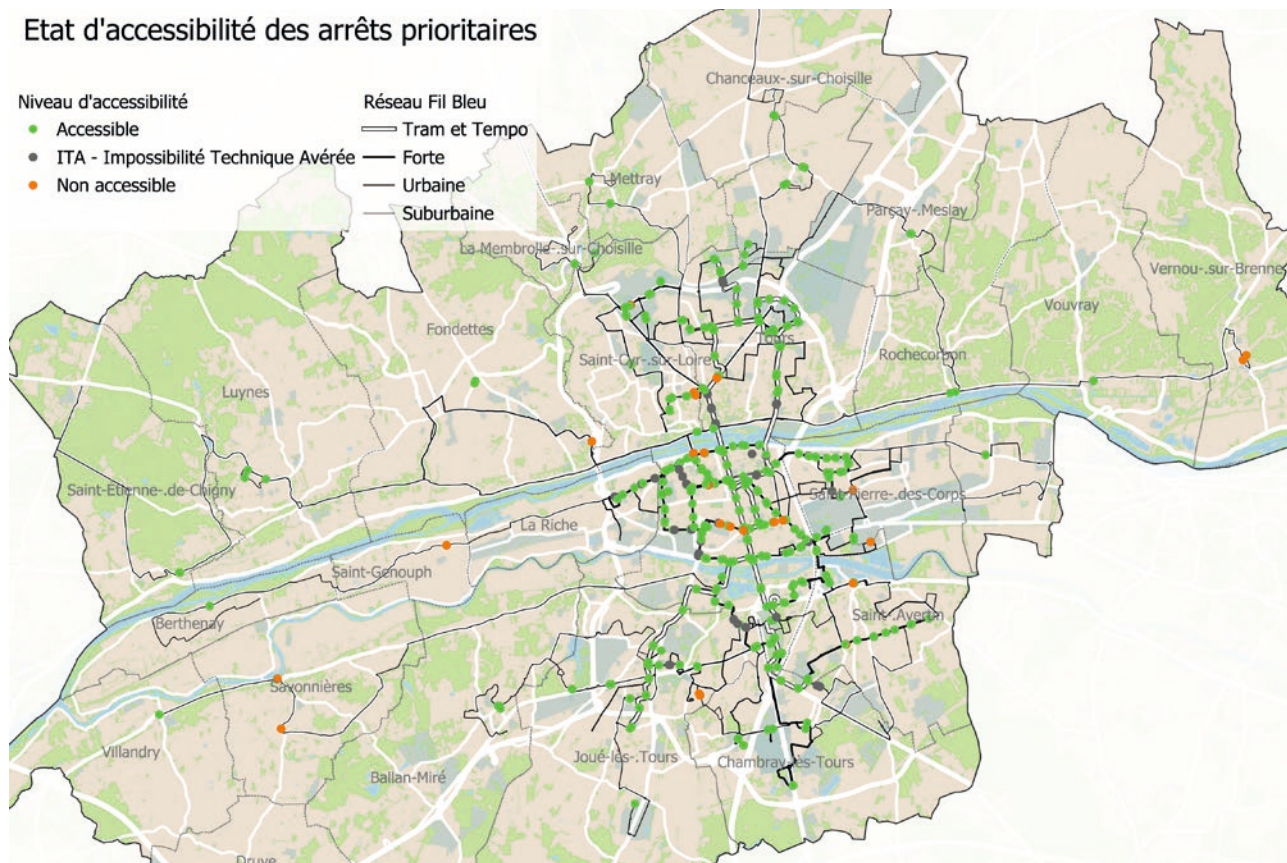 Etat d'accessibilité des arrêts prioritaires
Niveau d'accessibilité
Accessible
ITA - Impossibilité Technique Avérée
Non accessible
Réseau Fil Bleu
Tram et Tempo
Forte
Urbaine
Suburbaine
Chanceaux-.sur-Choisille
Mettray
Parçay-.Meslay
La Membrolle-.sur-Choisille
Vernou-.sur-Brenne
Vouvray
Fondettes
Saint-Cyr-.sur-Loire
Tours
Rochecorbon
Luynes
Saint-Etienne-.de-Chigny
Saint-Pierre-.des-Corps
La Riche
Saint-Genouph
Berthenay
Saint-.Avertin
Savonnières
Villandry
Ballan-Miré
Joué-lès-.Tours
Chambray-lès-Tours
Druye